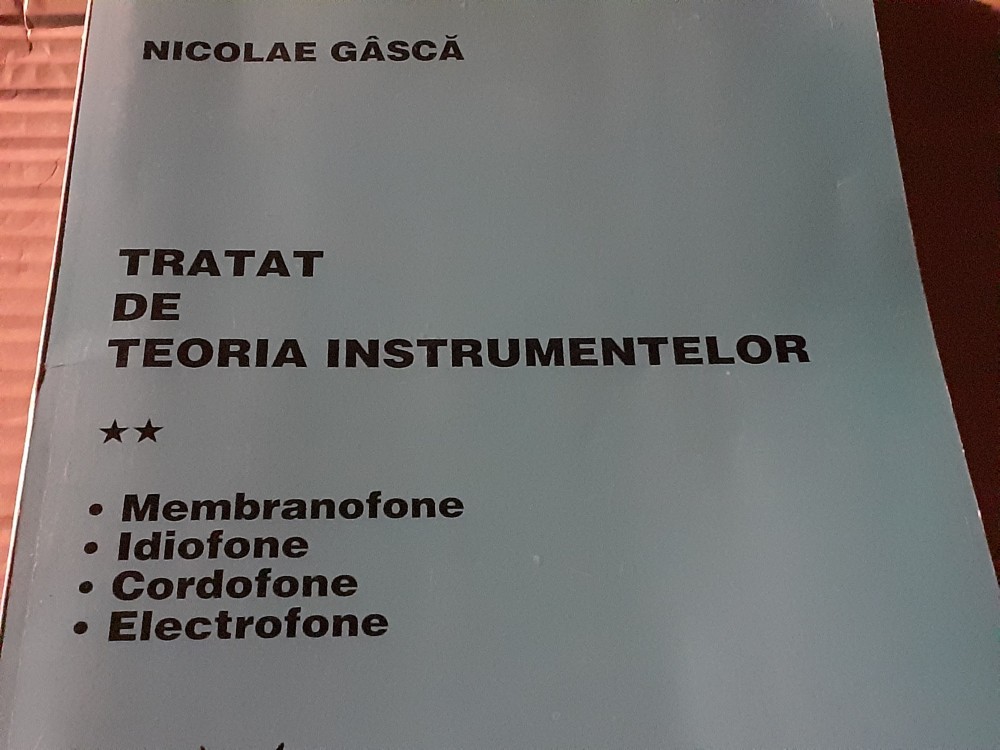 NICOLAE GÂSCĂ
TRATAT
DE
TEORIA INSTRUMENTELOR
★★
• Membranofone
• Idiofone
• Cordofone
• Electrofone